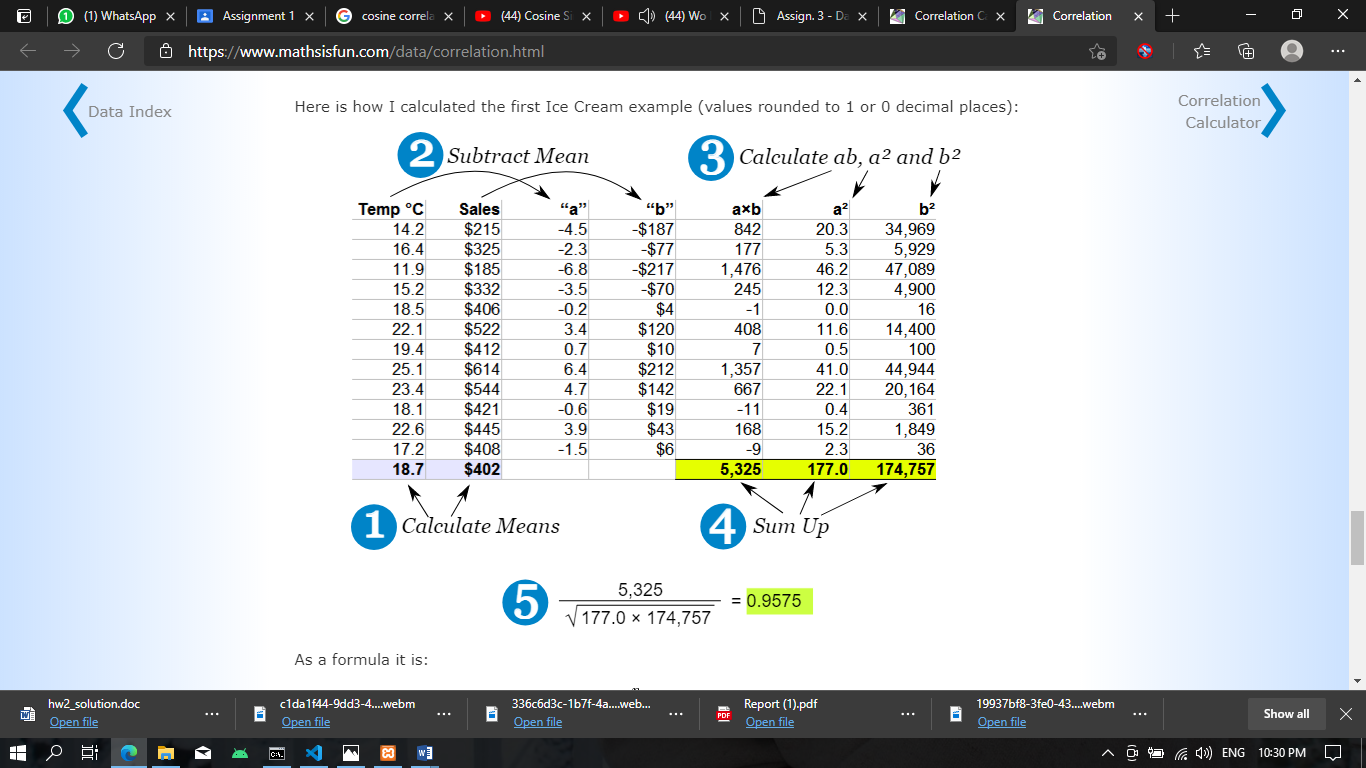 (1) WhatsApp
Assignment 1
cosine correla
(44) Cosine Si
(44) Wo
Assign. 3 - Da
Correlation C
Correlation
https://www.mathsisfun.com/data/correlation.html
Data Index
Correlation
Calculator
Here is how I calculated the first Ice Cream example (values rounded to 1 or 0 decimal places):
2 Subtract Mean
3 Calculate ab, a² and b²
Temp °C Sales “a” “b” a×b a² b²
14.2 $215 -4.5 -$187 842 20.3 34,969
16.4 $325 -2.3 -$77 177 5.3 5,929
11.9 $185 -6.8 -$217 1,476 46.2 47,089
15.2 $332 -3.5 -$70 245 12.3 4,900
18.5 $406 -0.2 $4 -1 0.0 16
22.1 $522 3.4 $120 408 11.6 14,400
19.4 $412 0.7 $10 7 0.5 100
25.1 $614 6.4 $212 1,357 41.0 44,944
23.4 $544 4.7 $142 667 22.1 20,164
18.1 $421 -0.6 $19 -11 0.4 361
22.6 $445 3.9 $43 168 15.2 1,849
17.2 $408 -1.5 $6 -9 2.3 36
18.7 $402 5,325 177.0 174,757
1 Calculate Means
4 Sum Up
5
5,325
√177.0 × 174,757
= 0.9575
As a formula it is:
hw2_solution.doc
Open file
c1da1f44-9dd3-4....webm
Open file
336c6d3c-1b7f-4a....web...
Open file
Report (1).pdf
Open file
19937bf8-3fe0-43....webm
Open file
Show all
ENG 10:30 PM